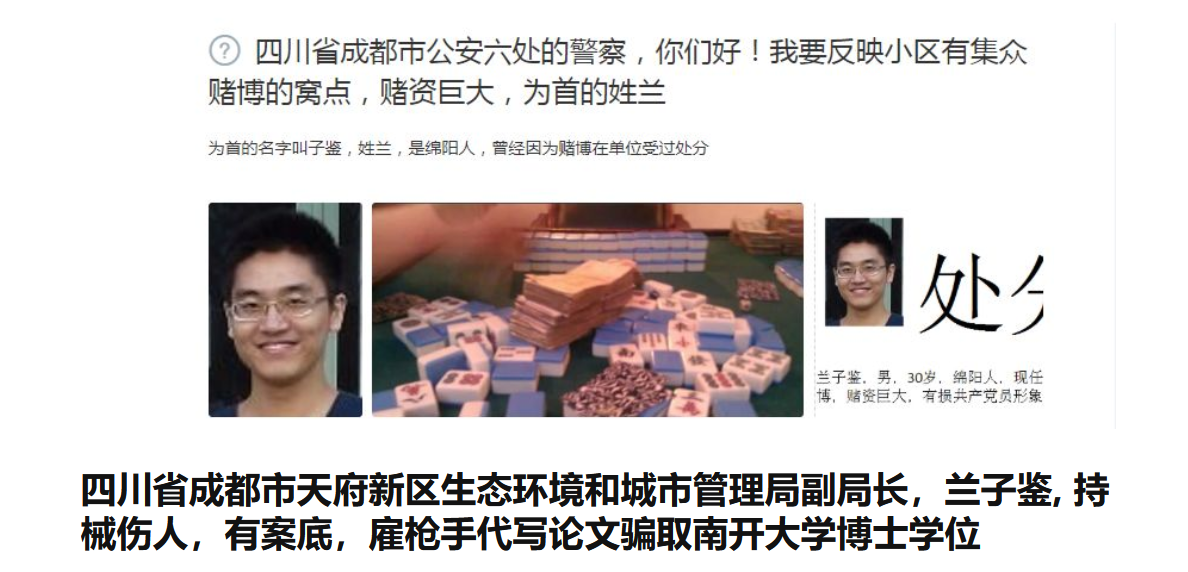 四川省成都市公安六处的警察，你们好！我要反映小区有集众
赌博的窝点，赌资巨大，为首的姓兰
为首的名字叫子鉴，姓兰，是绵阳人，曾经因为赌博在单位受过处分
处分
兰子鉴，男，30岁，绵阳人，现任
博，赌资巨大，有损共产党员形象
四川省成都市天府新区生态环境和城市管理局副局长，兰子鉴, 持
械伤人，有案底，雇枪手代写论文骗取南开大学博士学位